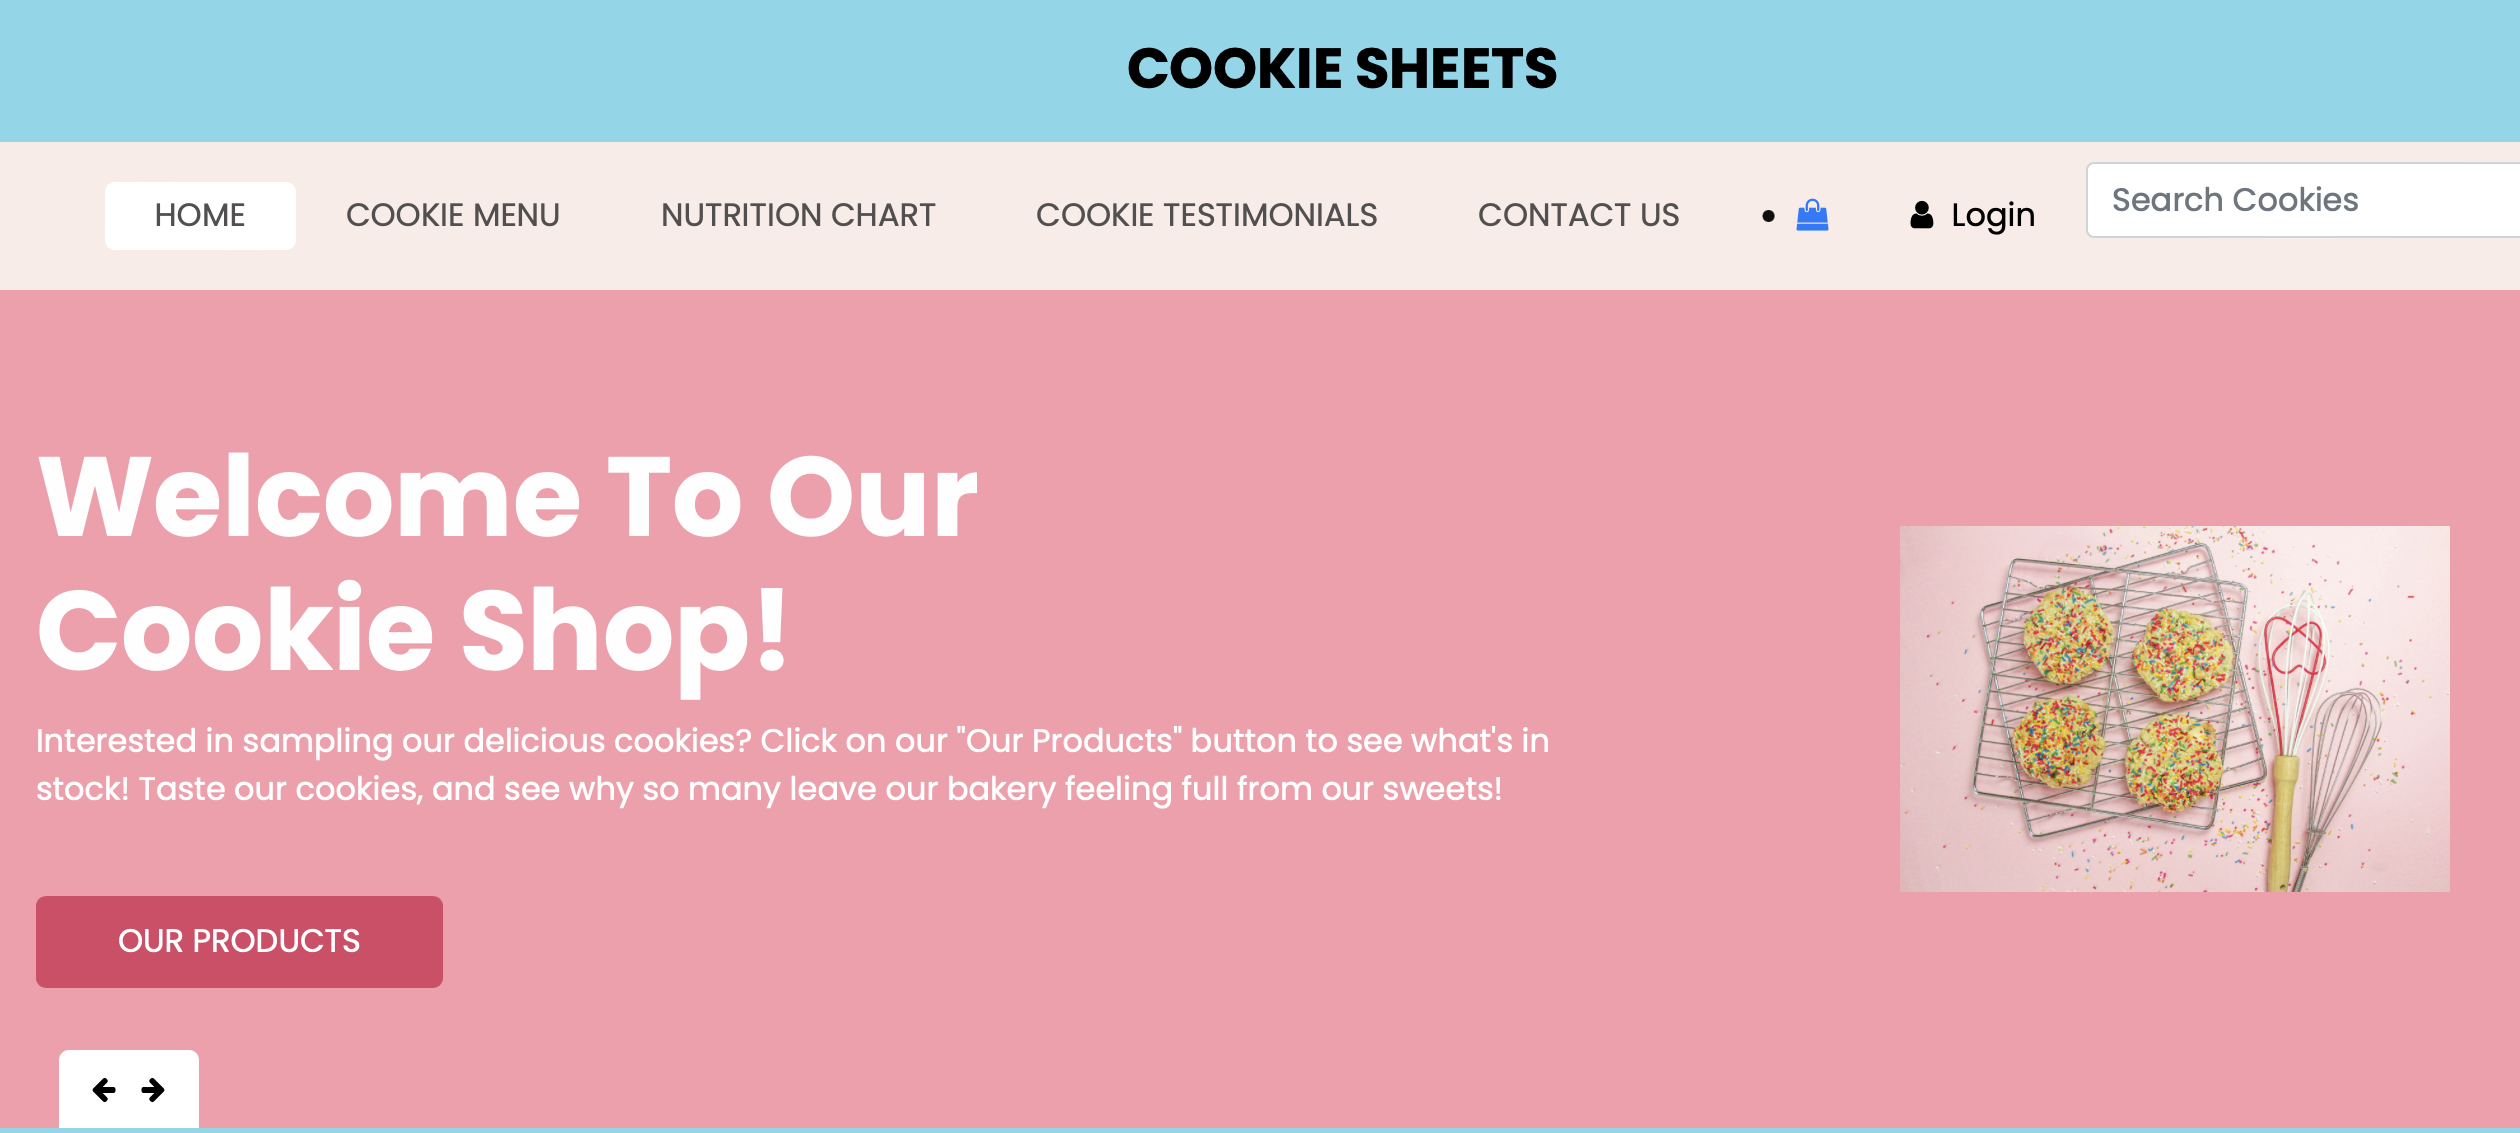 COOKIE SHEETS
HOME COOKIE MENU NUTRITION CHART COOKIE TESTIMONIALS CONTACT US Login Search Cookies
Welcome To Our
Cookie Shop!
Interested in sampling our delicious cookies? Click on our "Our Products" button to see what's in
stock! Taste our cookies, and see why so many leave our bakery feeling full from our sweets!
OUR PRODUCTS